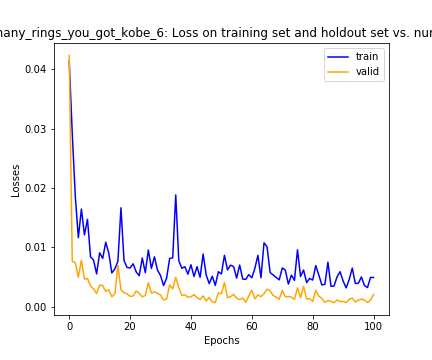 many_rings_you_got_kobe_6: Loss on training set and holdout set vs.
train
valid
Losses
0.04
0.03
0.02
0.01
0.00
0 20 40 60 80 100
Epochs